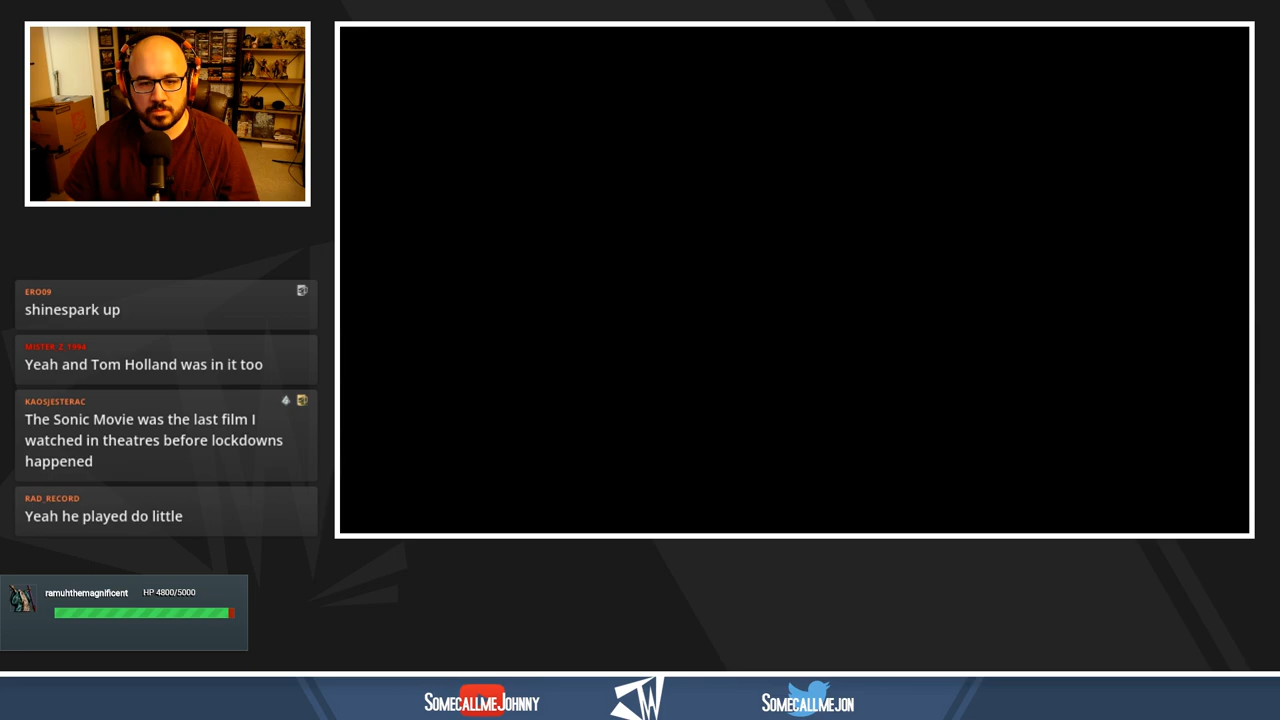 ERO09
shinespark up
MISTER_Z_1994
Yeah and Tom Holland was in it too
KAOSJESTERAC
The Sonic Movie was the last film I
watched in theatres before lockdowns
happened
RAD_RECORD
Yeah he played do little
ramuhthemagnificent HP 4800/5000
SOMECALLMEJOHNNY
SOMECALLMEJON